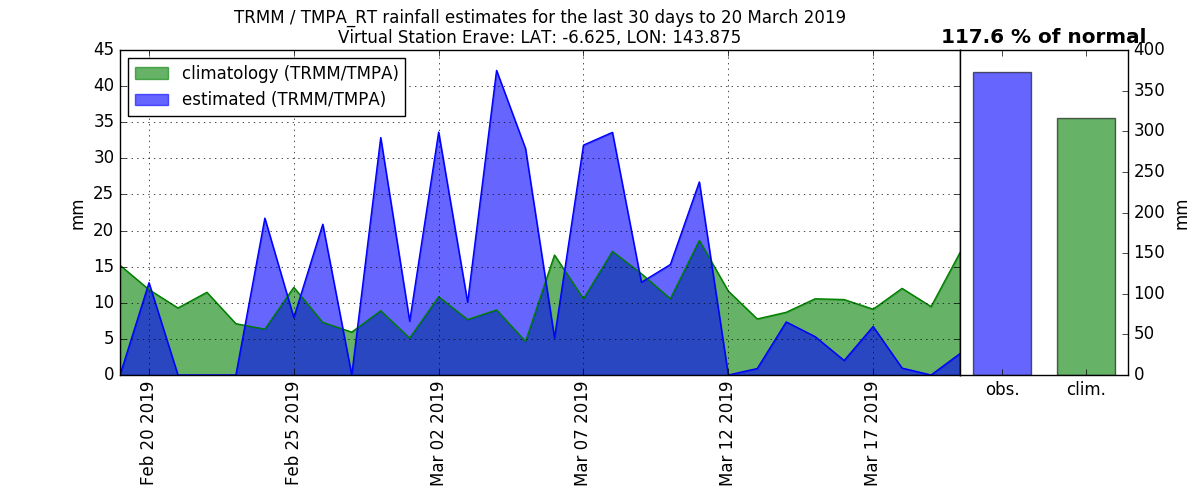 TRMM / TMPA_RT rainfall estimates for the last 30 days to 20 March 2019
Virtual Station Erave: LAT: -6.625, LON: 143.875
117.6 % of normal
climatology (TRMM/TMPA)
estimated (TRMM/TMPA)
mm
45
40
35
30
25
20
15
10
5
0
Feb 20 2019
Feb 25 2019
Mar 02 2019
Mar 07 2019
Mar 12 2019
Mar 17 2019
obs.
clim.
400
350
300
250
200
150
100
50
0
mm